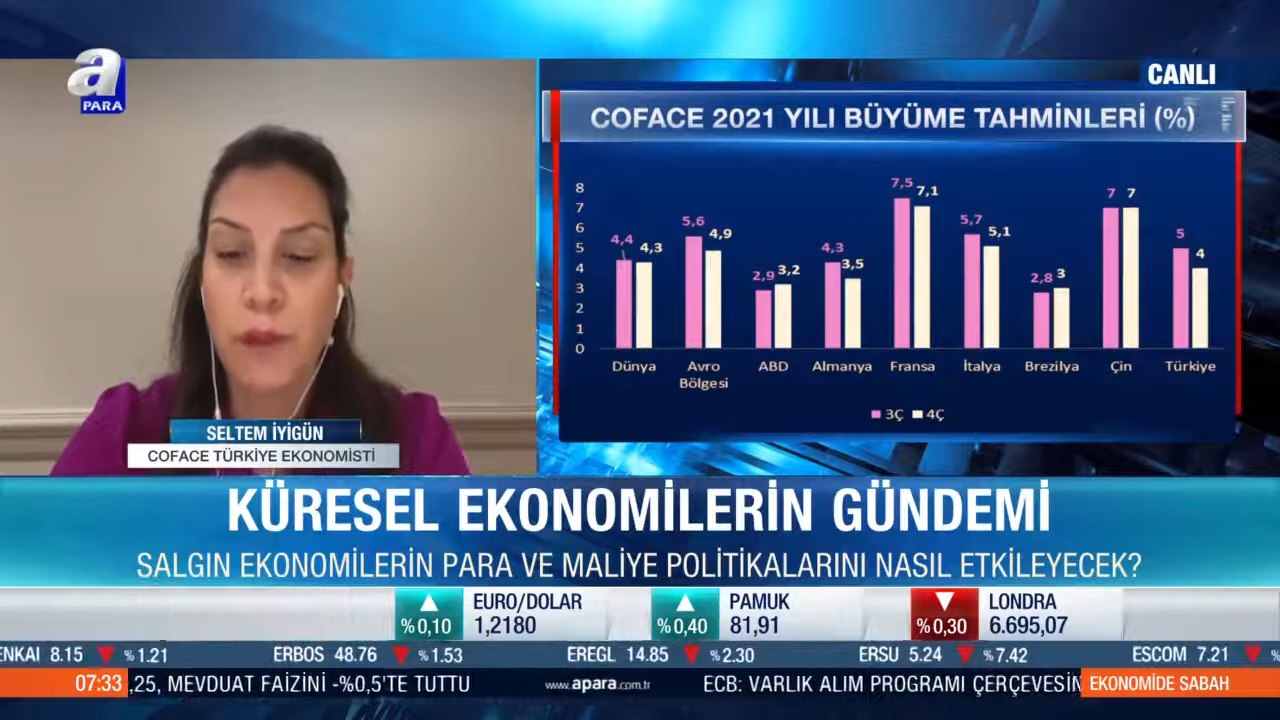 a
PARA
CANLI
COFACE 2021 YILI BÜYÜME TAHMİNLERİ (%)
8
7
6
5
4
3
2
1
0
4,4 4,3
5,6 4,9
2,9 3,2
4,3 3,5
7,5 7,1
5,7 5,1
2,8 3
7 7
5 4
Dünya
Avro Bölgesi
ABD
Almanya
Fransa
İtalya
Brezilya
Çin
Türkiye
3Ç 4Ç
SELTEM İYİGÜN
COFACE TÜRKİYE EKONOMİSTİ
KÜRESEL EKONOMİLERİN GÜNDEMİ
SALGIN EKONOMİLERİN PARA VE MALİYE POLİTİKALARINI NASIL ETKİLEYECEK?
%0,10 EURO/DOLAR 1,2180
%0,40 PAMUK 81,91
%0,30 LONDRA 6.695,07
ENKAI 8.15 %1.21 ERBOS 48.76 %1.53 EREGL 14.85 %2.30 ERSU 5.24 %7.42 ESCOM 7.21 %
07:33 ,25, MEVDUAT FAİZİNİ -%0,5'TE TUTTU www.apara.com.tr ECB: VARLIK ALIM PROGRAMI ÇERÇEVESİN EKONOMİDE SABAH